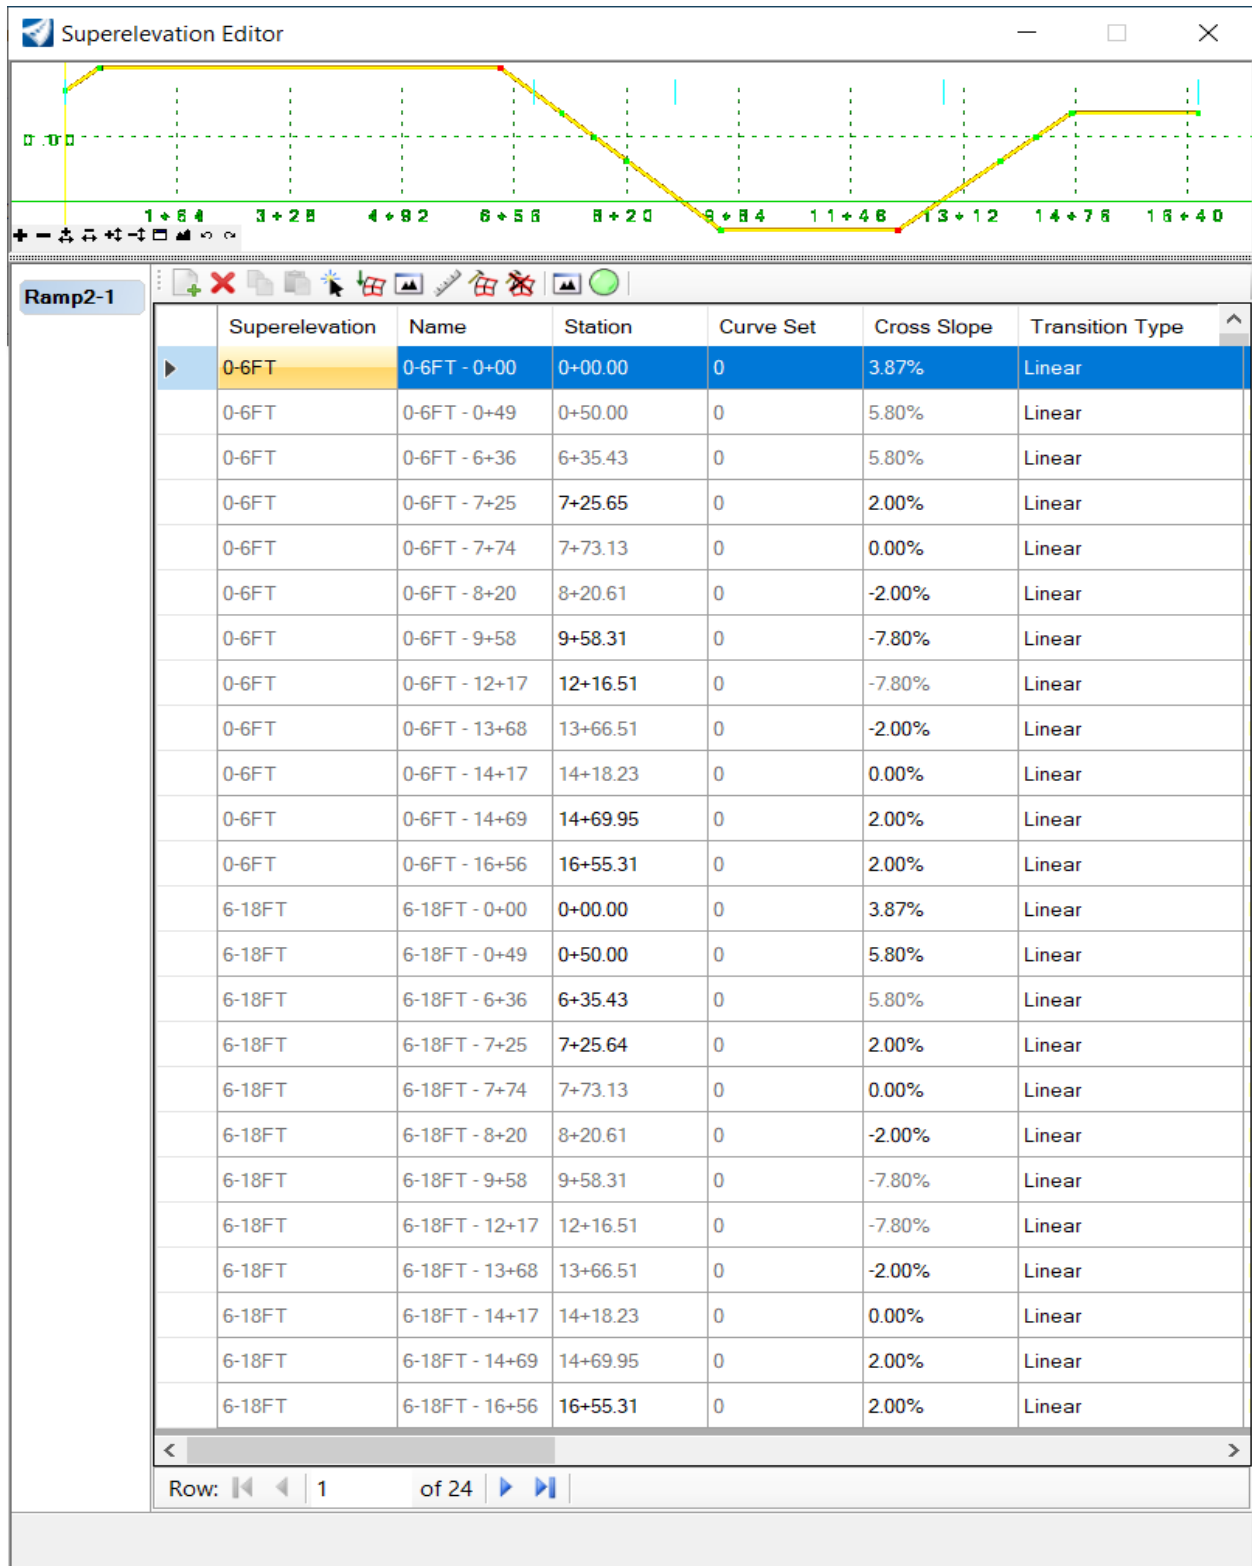 Superelevation Editor
0.00
1+64 3+28 4+92 6+56 8+20 9+84 11+48 13+12 14+76 16+40
Ramp2-1
Superelevation Name Station Curve Set Cross Slope Transition Type
0-6FT 0-6FT - 0+00 0+00.00 0 3.87% Linear
0-6FT 0-6FT - 0+49 0+50.00 0 5.80% Linear
0-6FT 0-6FT - 6+36 6+35.43 0 5.80% Linear
0-6FT 0-6FT - 7+25 7+25.65 0 2.00% Linear
0-6FT 0-6FT - 7+74 7+73.13 0 0.00% Linear
0-6FT 0-6FT - 8+20 8+20.61 0 -2.00% Linear
0-6FT 0-6FT - 9+58 9+58.31 0 -7.80% Linear
0-6FT 0-6FT - 12+17 12+16.51 0 -7.80% Linear
0-6FT 0-6FT - 13+68 13+66.51 0 -2.00% Linear
0-6FT 0-6FT - 14+17 14+18.23 0 0.00% Linear
0-6FT 0-6FT - 14+69 14+69.95 0 2.00% Linear
0-6FT 0-6FT - 16+56 16+55.31 0 2.00% Linear
6-18FT 6-18FT - 0+00 0+00.00 0 3.87% Linear
6-18FT 6-18FT - 0+49 0+50.00 0 5.80% Linear
6-18FT 6-18FT - 6+36 6+35.43 0 5.80% Linear
6-18FT 6-18FT - 7+25 7+25.64 0 2.00% Linear
6-18FT 6-18FT - 7+74 7+73.13 0 0.00% Linear
6-18FT 6-18FT - 8+20 8+20.61 0 -2.00% Linear
6-18FT 6-18FT - 9+58 9+58.31 0 -7.80% Linear
6-18FT 6-18FT - 12+17 12+16.51 0 -7.80% Linear
6-18FT 6-18FT - 13+68 13+66.51 0 -2.00% Linear
6-18FT 6-18FT - 14+17 14+18.23 0 0.00% Linear
6-18FT 6-18FT - 14+69 14+69.95 0 2.00% Linear
6-18FT 6-18FT - 16+56 16+55.31 0 2.00% Linear
Row: 1 of 24